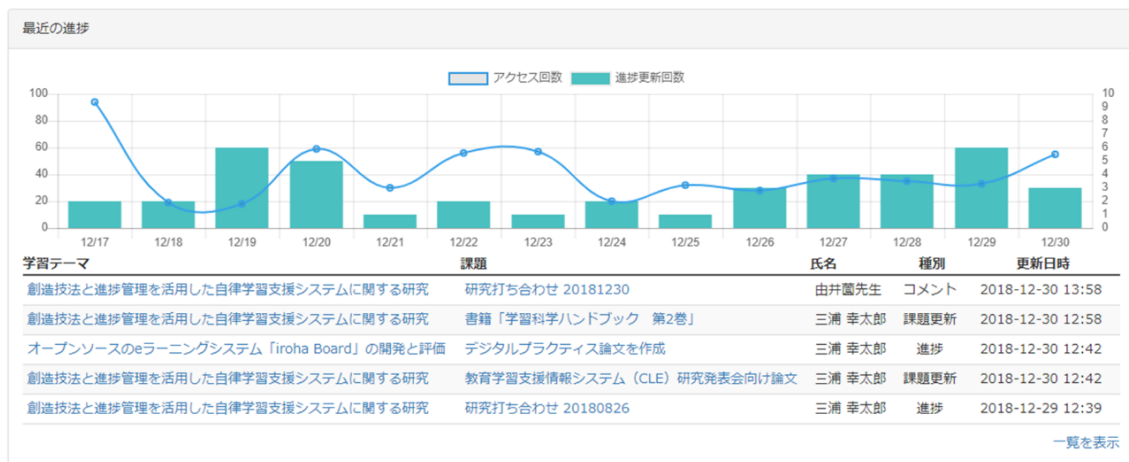 最近の進捗
アクセス回数 進捗更新回数
100 10
9
80 8
7
60 6
5
40 4
3
20 2
1
0 0
12/17 12/18 12/19 12/20 12/21 12/22 12/23 12/24 12/25 12/26 12/27 12/28 12/29 12/30
学習テーマ 課題 氏名 種別 更新日時
創造技法と進捗管理を活用した自律学習支援システムに関する研究 研究打ち合わせ 20181230 由井薗先生 コメント 2018-12-30 13:58
創造技法と進捗管理を活用した自律学習支援システムに関する研究 書籍「学習科学ハンドブック　第2巻」 三浦 幸太郎 課題更新 2018-12-30 12:58
オープンソースのeラーニングシステム「iroha Board」の開発と評価 デジタルプラクティス論文を作成 三浦 幸太郎 進捗 2018-12-30 12:42
創造技法と進捗管理を活用した自律学習支援システムに関する研究 教育学習支援情報システム（CLE）研究発表会向け論文 三浦 幸太郎 課題更新 2018-12-30 12:42
創造技法と進捗管理を活用した自律学習支援システムに関する研究 研究打ち合わせ 20180826 三浦 幸太郎 進捗 2018-12-29 12:39
一覧を表示